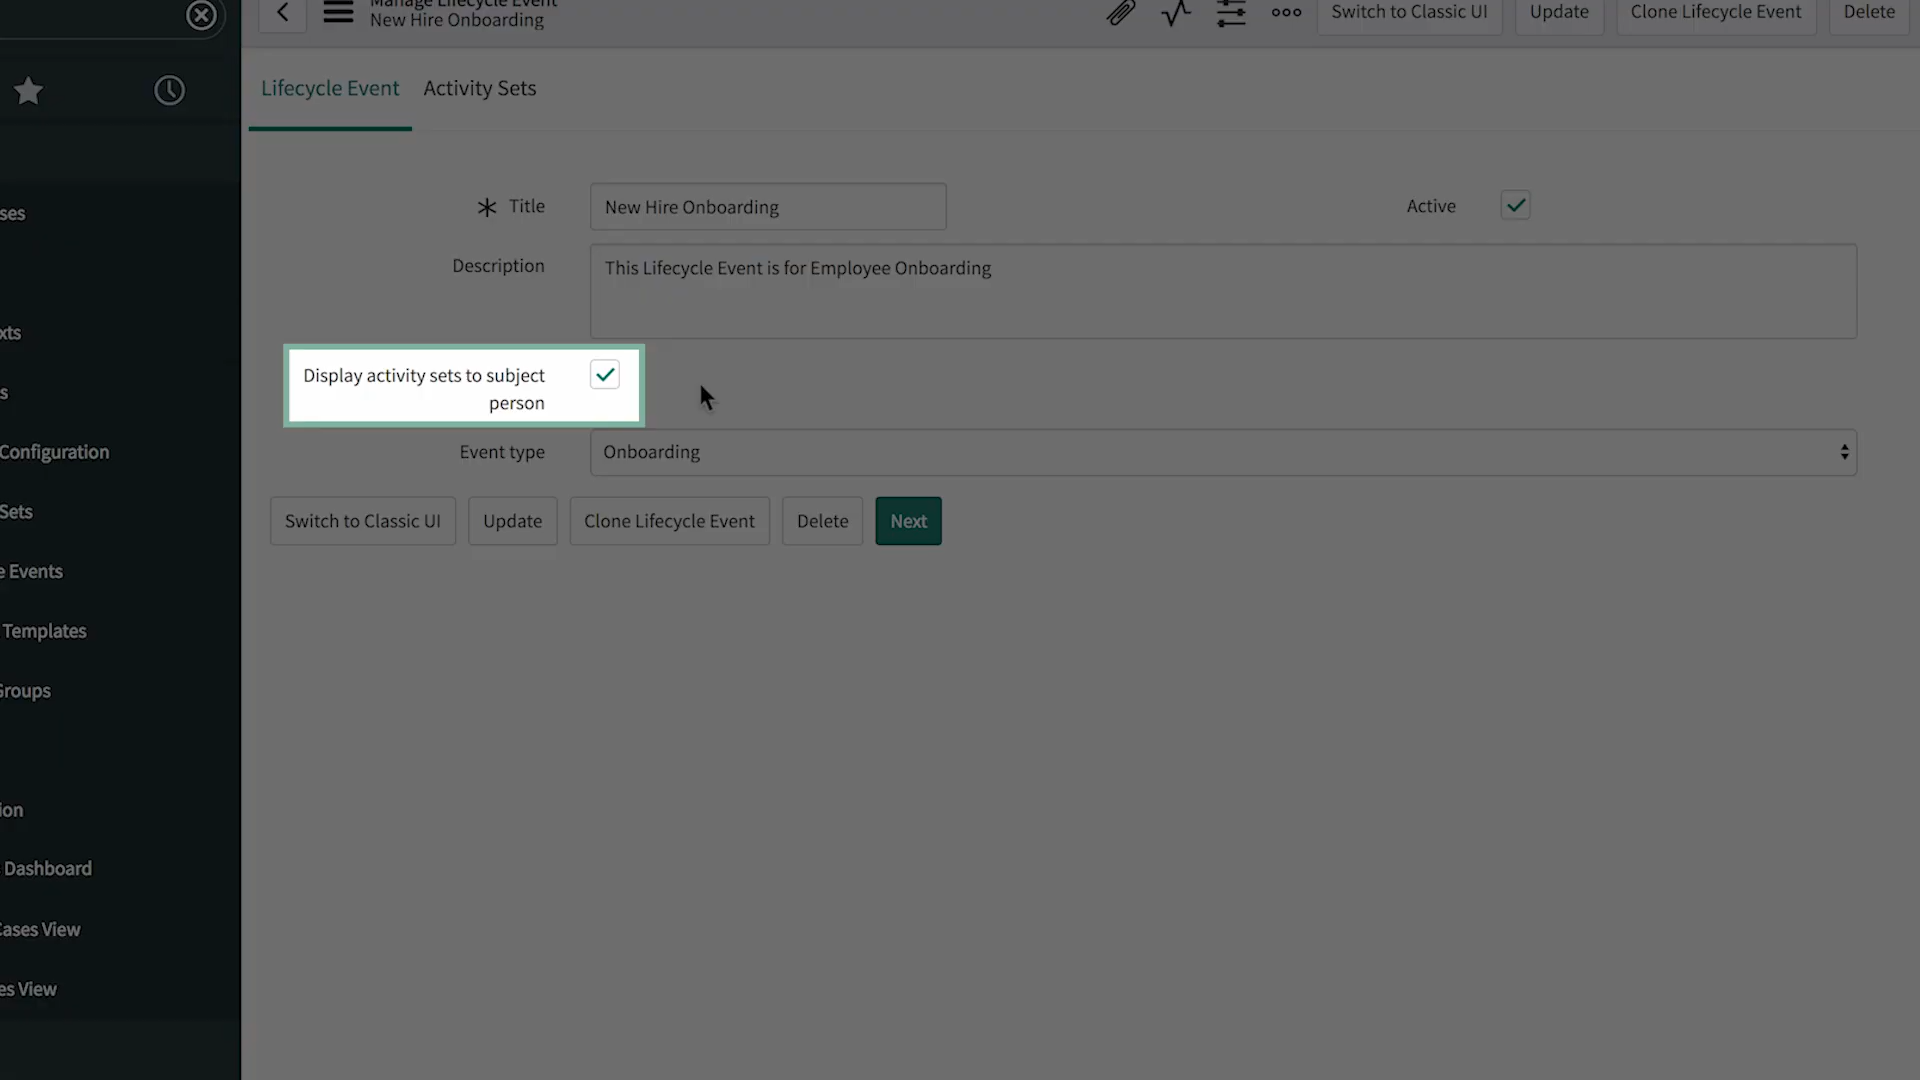 Manage Lifecycle Event
New Hire Onboarding
Switch to Classic UI
Update
Clone Lifecycle Event
Delete
Lifecycle Event
Activity Sets
ses
xts
s
Configuration
Sets
e Events
Templates
Groups
ion
Dashboard
Cases View
es View
* Title
New Hire Onboarding
Active
Description
This Lifecycle Event is for Employee Onboarding
Display activity sets to subject
person
Event type
Onboarding
Switch to Classic UI
Update
Clone Lifecycle Event
Delete
Next